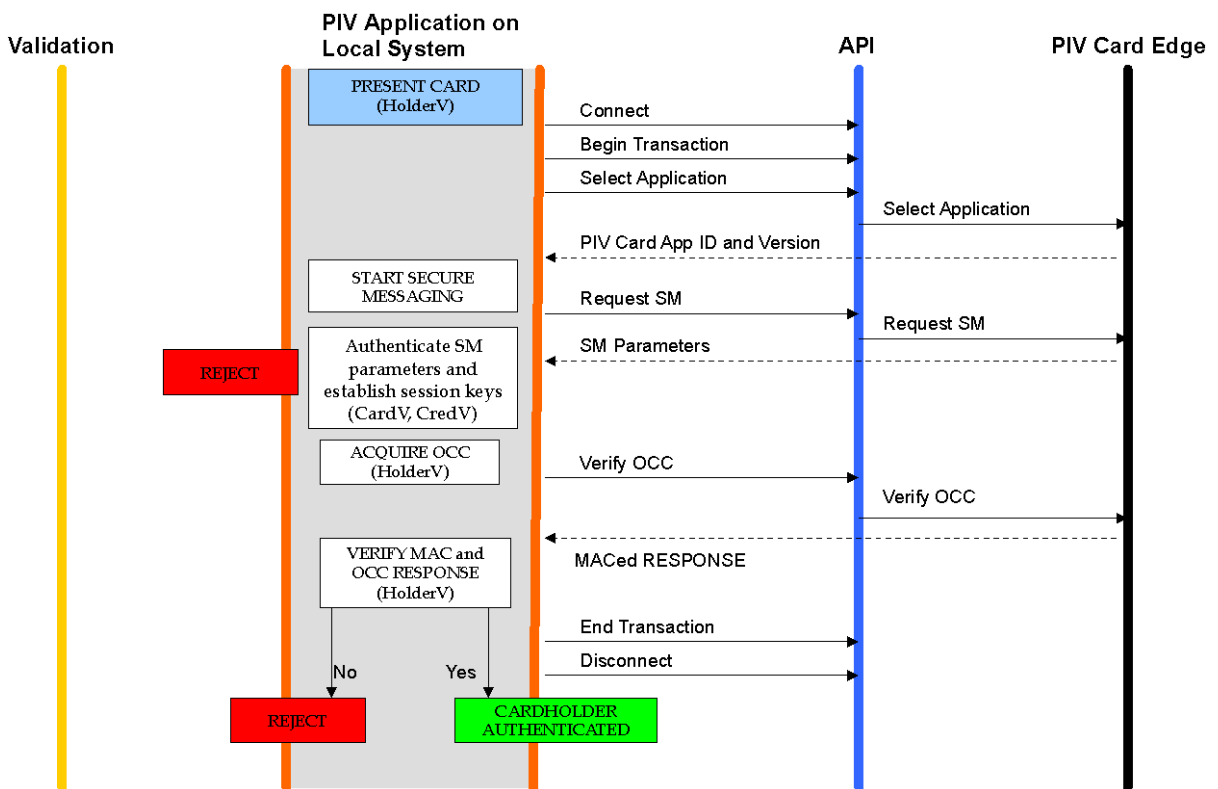 Validation
PIV Application on
Local System
API
PIV Card Edge
PRESENT CARD
(HolderV)
Connect
Begin Transaction
Select Application
Select Application
PIV Card App ID and Version
START SECURE
MESSAGING
Request SM
Request SM
SM Parameters
REJECT
Authenticate SM
parameters and
establish session keys
(CardV, CredV)
ACQUIRE OCC
(HolderV)
Verify OCC
Verify OCC
VERIFY MAC and
OCC RESPONSE
(HolderV)
MACed RESPONSE
End Transaction
Disconnect
No
Yes
REJECT
CARDHOLDER
AUTHENTICATED